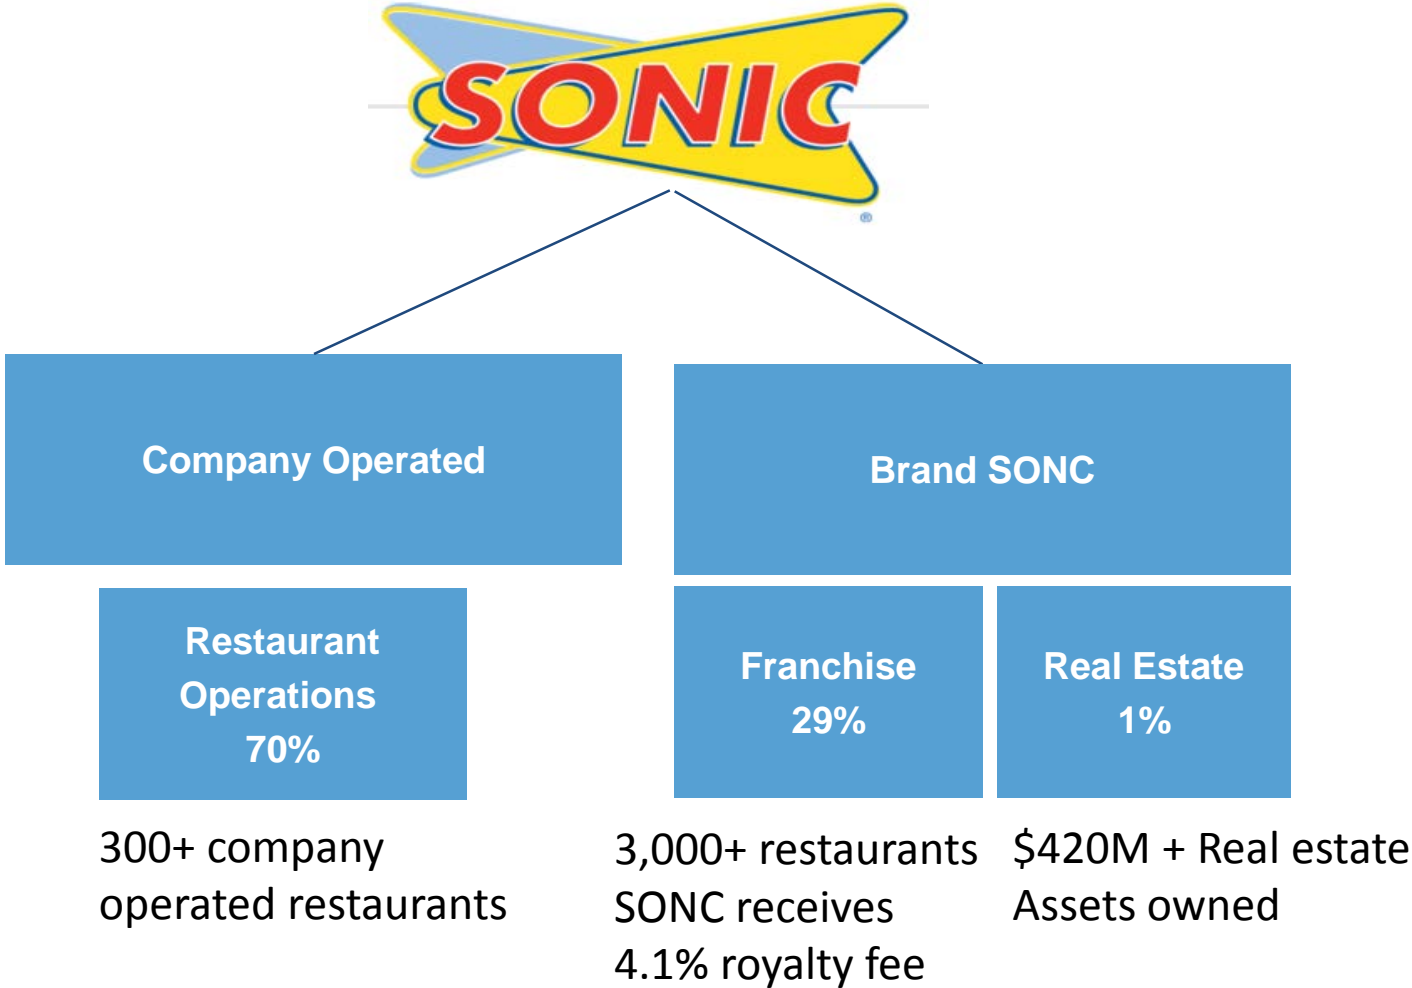 SONIC
®
Company Operated
Brand SONC
Restaurant
Operations
70%
Franchise
29%
Real Estate
1%
300+ company
operated restaurants
3,000+ restaurants
SONC receives
4.1% royalty fee
$420M + Real estate
Assets owned